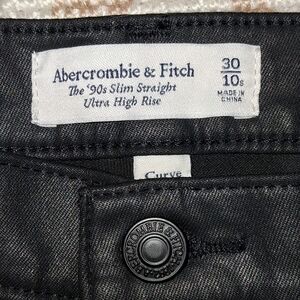 Abercrombie & Fitch
The '90s Slim Straight
Ultra High Rise
30
10s
MADE IN
CHINA
Curve